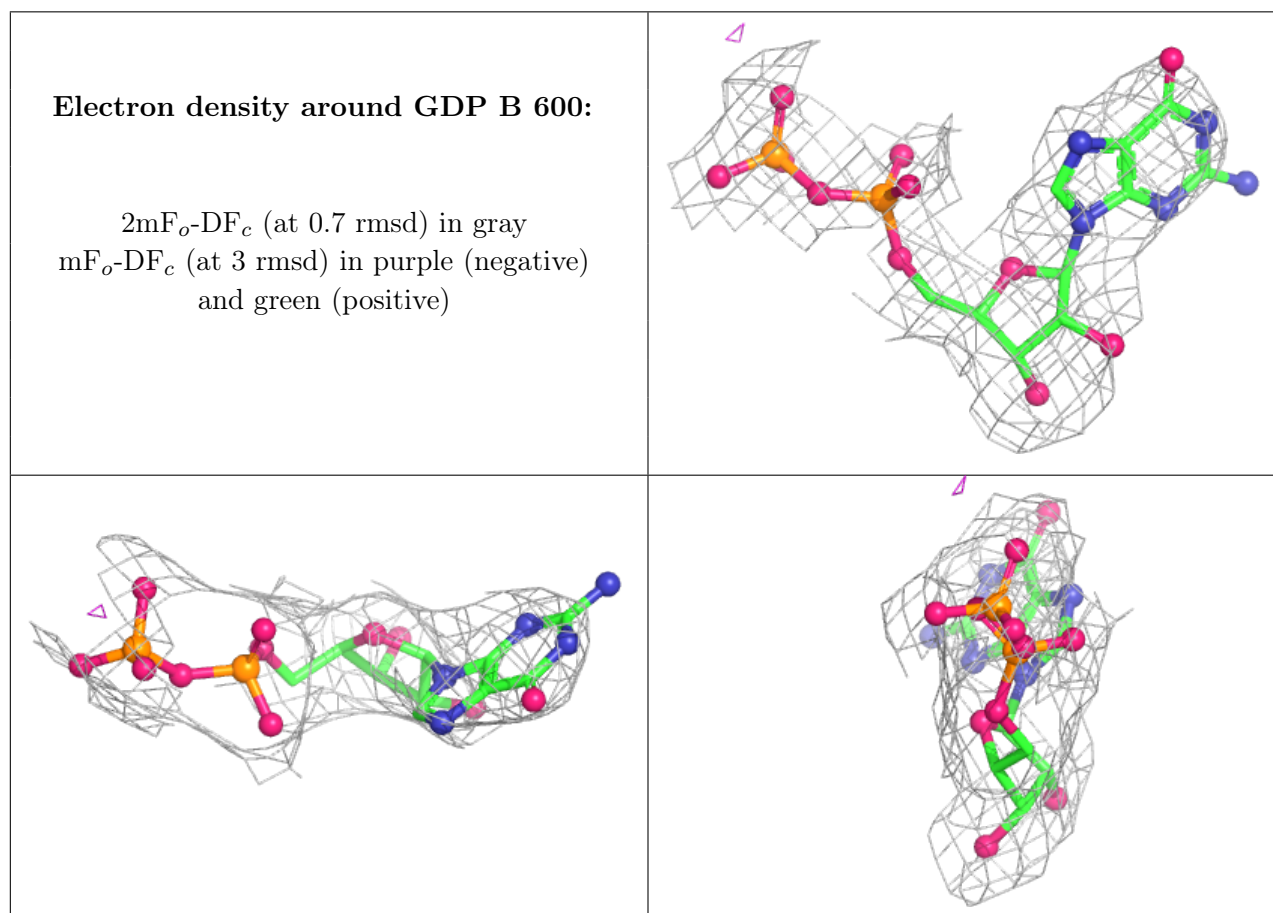 Electron density around GDP B 600:
2mFo-DFc (at 0.7 rmsd) in gray
mFo-DFc (at 3 rmsd) in purple (negative)
and green (positive)